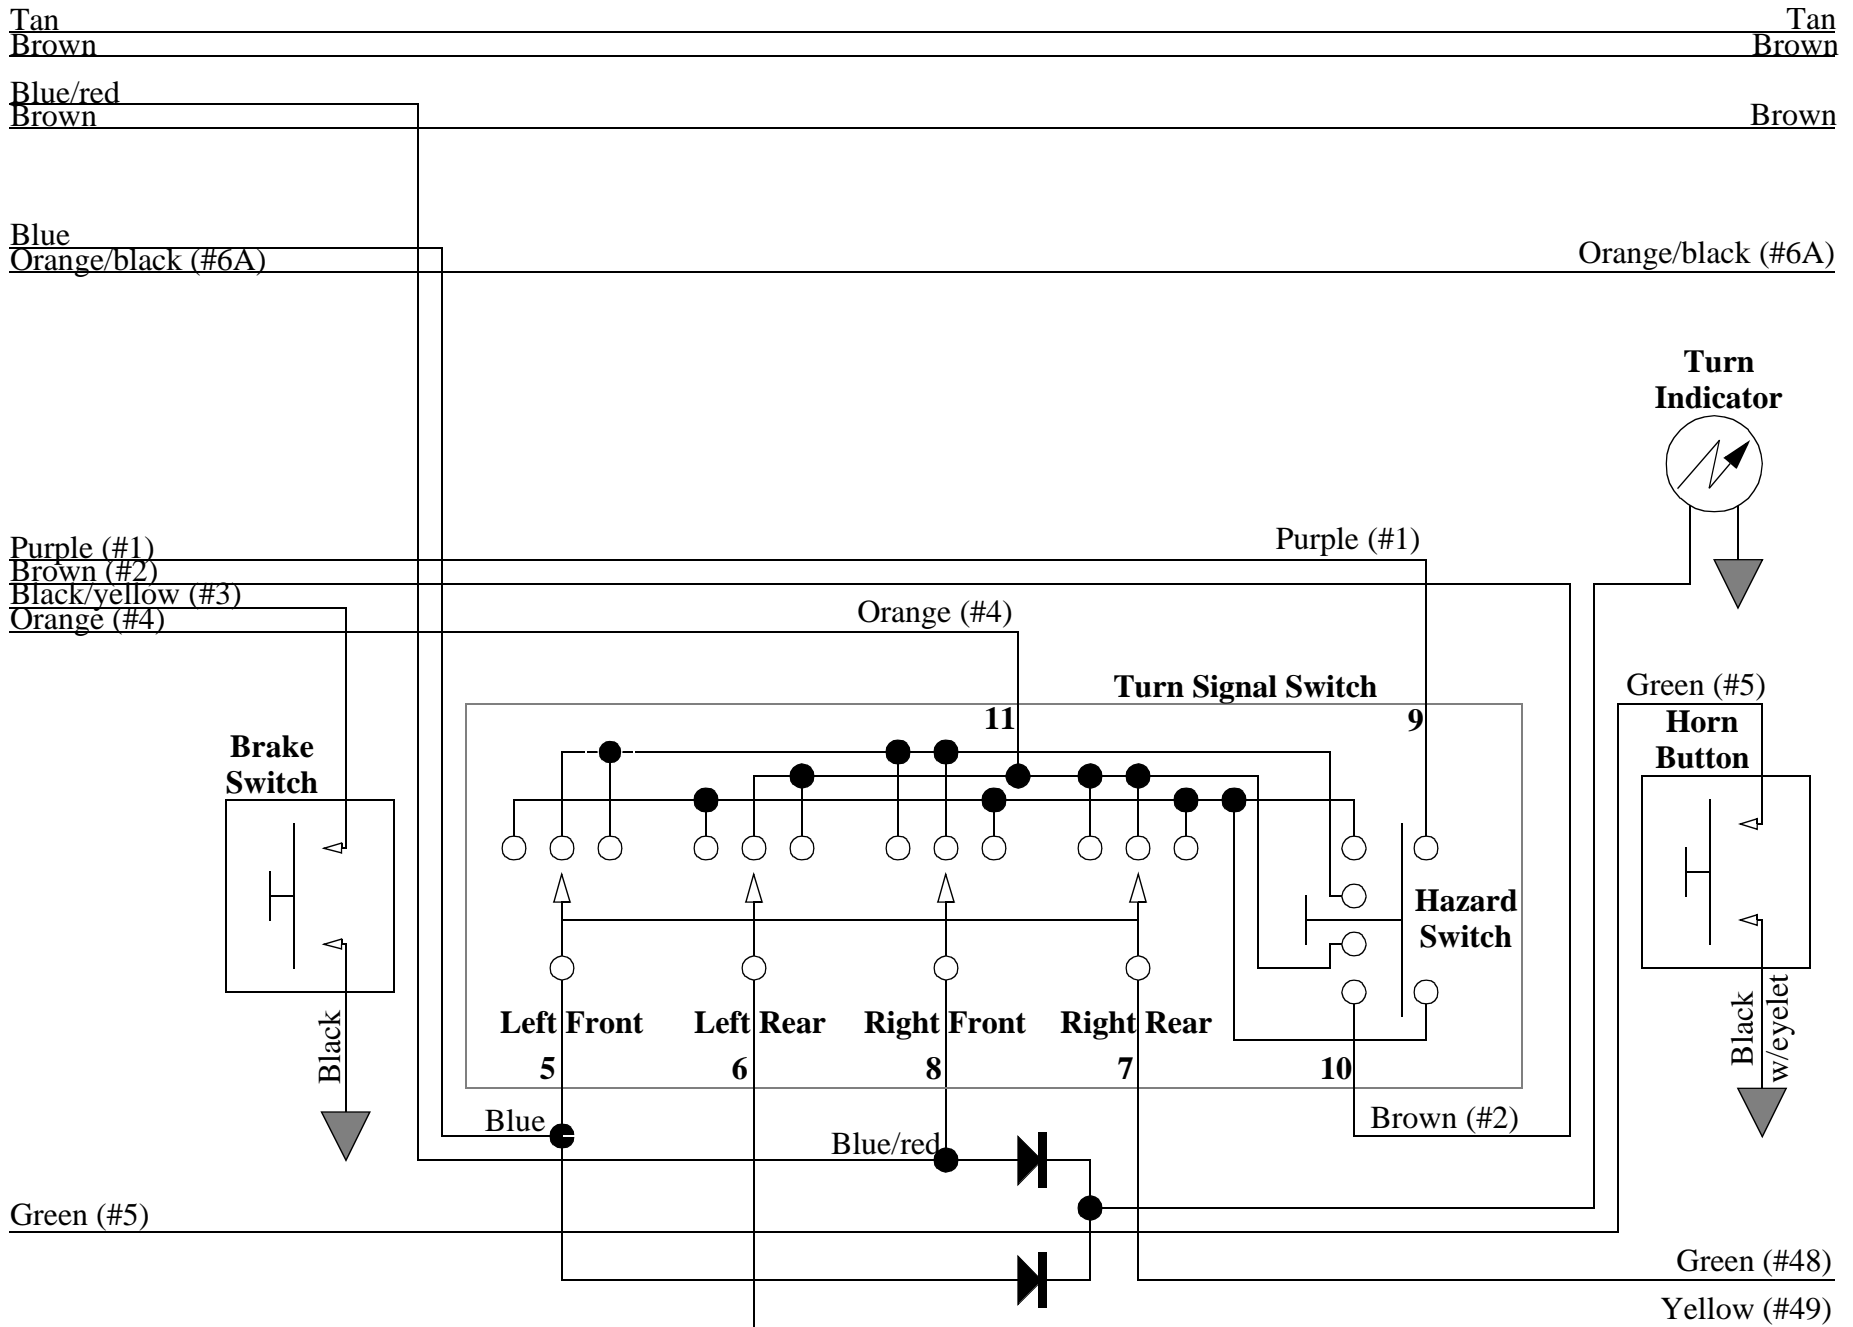 Tan Tan
Brown Brown
Blue/red
Brown Brown
Blue
Orange/black (#6A) Orange/black (#6A)
Turn
Indicator
Purple (#1) Purple (#1)
Brown (#2)
Black/yellow (#3)
Orange (#4) Orange (#4)
Turn Signal Switch
Green (#5)
11 9
Horn
Button
Brake
Switch
Hazard
Switch
Left Front Left Rear Right Front Right Rear
Black
Black
w/eyelet
5 6 8 7 10
Blue
Brown (#2)
Blue/red
Green (#5)
Green (#48)
Yellow (#49)